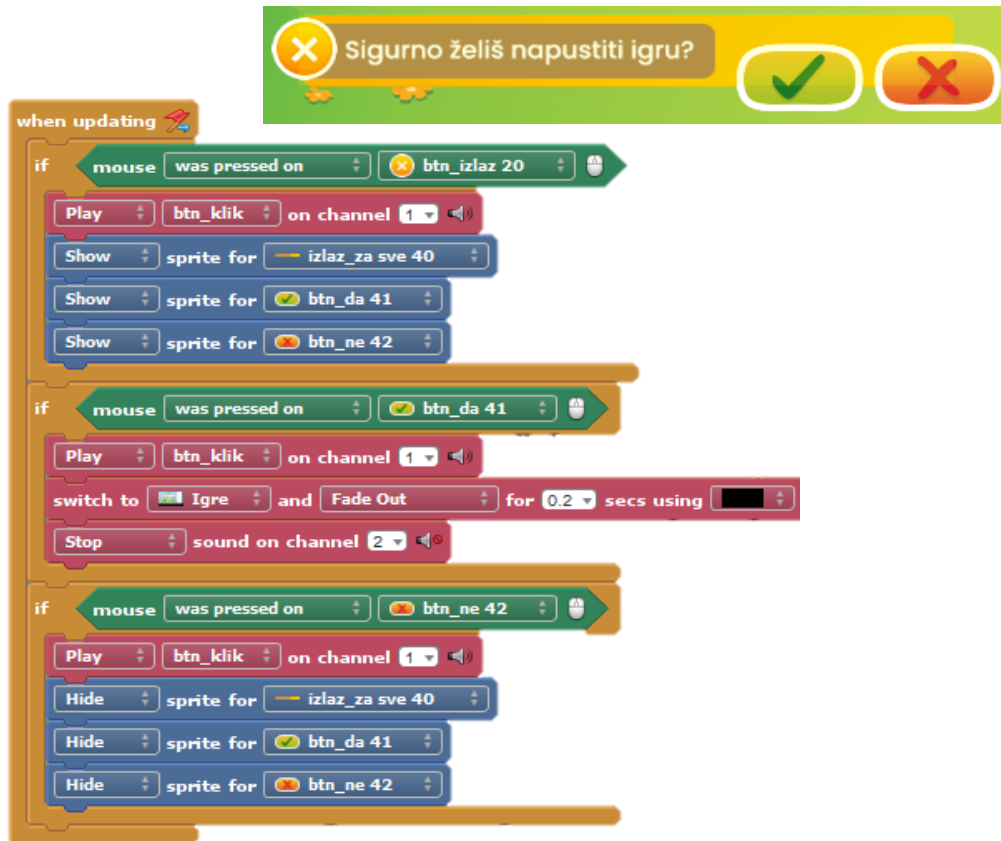 Sigurno želiš napustiti igru?
when updating
if mouse was pressed on btn_izlaz 20
Play btn_klik on channel 1
Show sprite for izlaz_za sve 40
Show sprite for btn_da 41
Show sprite for btn_ne 42
if mouse was pressed on btn_da 41
Play btn_klik on channel 1
switch to Igre and Fade Out for 0.2 secs using
Stop sound on channel 2
if mouse was pressed on btn_ne 42
Play btn_klik on channel 1
Hide sprite for izlaz_za sve 40
Hide sprite for btn_da 41
Hide sprite for btn_ne 42